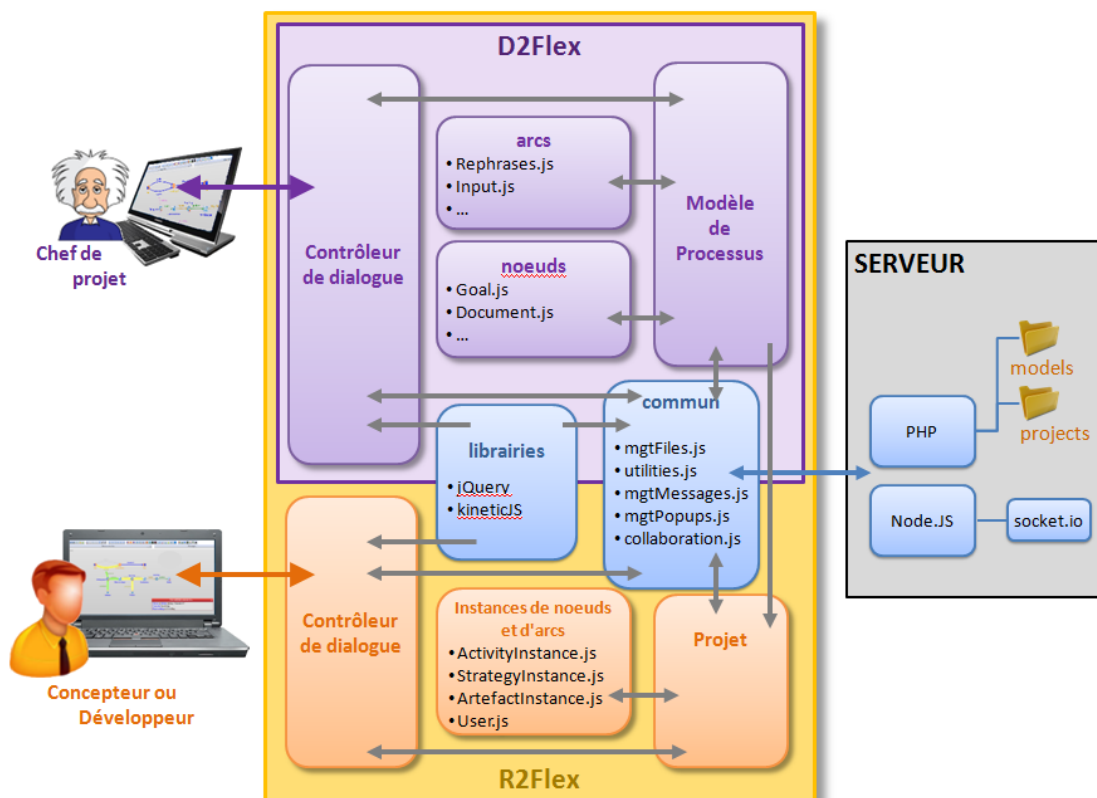 D2Flex
Contrôleur
de dialogue
arcs
• Rephrases.js
• Input.js
• ...
noeuds
• Goal.js
• Document.js
• ...
Modèle
de
Processus
Chef de
projet
commun
• mgtFiles.js
• utilities.js
• mgtMessages.js
• mgtPopups.js
• collaboration.js
librairies
• jQuery
• kineticJS
SERVEUR
models
projects
PHP
Node.JS
socket.io
Concepteur ou
Développeur
Contrôleur
de dialogue
Instances de noeuds
et d'arcs
• ActivityInstance.js
• StrategyInstance.js
• ArtefactInstance.js
• User.js
Projet
R2Flex